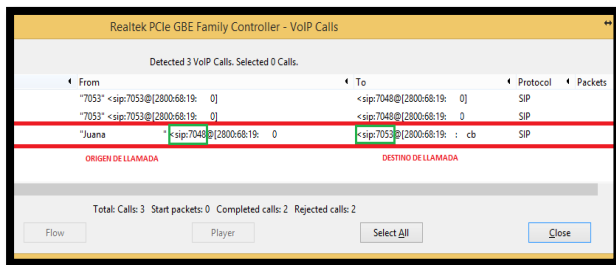 Realtek PCIe GBE Family Controller - VoIP Calls
Detected 3 VoIP Calls. Selected 0 Calls.
From To Protocol Packets
"7053" <sip:7053@[2800:68:19: 0] <sip:7048@[2800:68:19: 0] SIP
"7053" <sip:7053@[2800:68:19: 0] <sip:7048@[2800:68:19: 0 SIP
"Juana " <sip:7048@[2800:68:19: 0 <sip:7053@[2800:68:19: : cb SIP
ORIGEN DE LLAMADA DESTINO DE LLAMADA
Total: Calls: 3 Start packets: 0 Completed calls: 2 Rejected calls: 2
Flow Player Select All Close